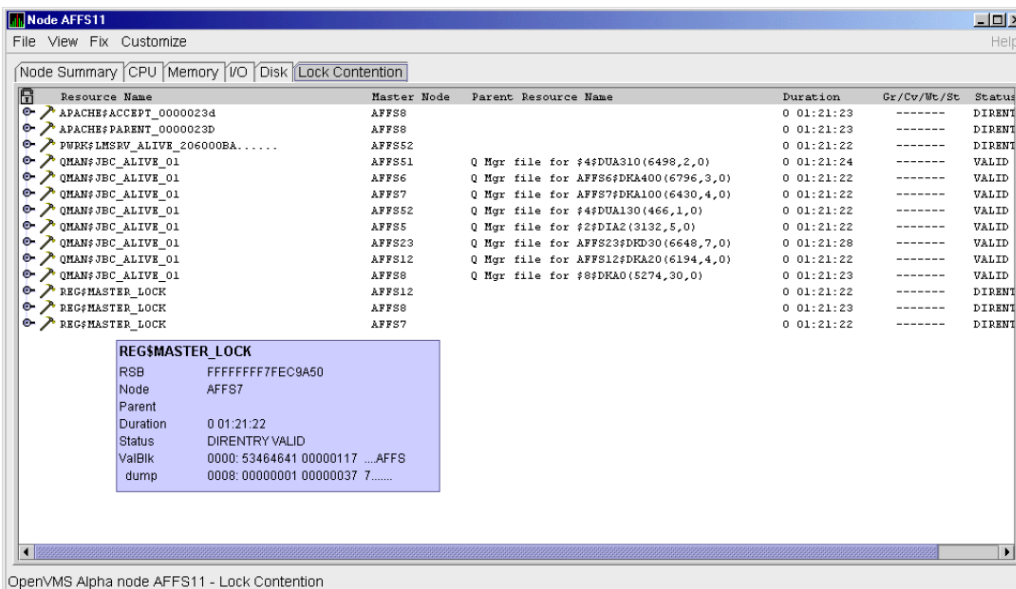 Node AFFS11
File View Fix Customize Help
Node Summary CPU Memory I/O Disk Lock Contention
Resource Name Master Node Parent Resource Name Duration Gr/Cv/Wt/St Status
APACHE$ACCEPT_0000023d AFFS8 0 01:21:23 ------- DIRENT
APACHE$PARENT_0000023D AFFS8 0 01:21:23 ------- DIRENT
PWRK$LMSRV_ALIVE_206000BA...... AFFS52 0 01:21:22 ------- DIRENT
QMAN$JBC_ALIVE_01 AFFS51 Q Mgr file for $4$DUA310(6498,2,0) 0 01:21:24 ------- VALID
QMAN$JBC_ALIVE_01 AFFS6 Q Mgr file for AFFS6$DKA400(6796,3,0) 0 01:21:22 ------- VALID
QMAN$JBC_ALIVE_01 AFFS7 Q Mgr file for AFFS7$DKA100(6430,4,0) 0 01:21:22 ------- VALID
QMAN$JBC_ALIVE_01 AFFS52 Q Mgr file for $4$DUA130(466,1,0) 0 01:21:22 ------- VALID
QMAN$JBC_ALIVE_01 AFFS5 Q Mgr file for $2$DIA2(3132,5,0) 0 01:21:22 ------- VALID
QMAN$JBC_ALIVE_01 AFFS23 Q Mgr file for AFFS23$DKD30(6648,7,0) 0 01:21:28 ------- VALID
QMAN$JBC_ALIVE_01 AFFS12 Q Mgr file for AFFS12$DKA20(6194,4,0) 0 01:21:22 ------- VALID
QMAN$JBC_ALIVE_01 AFFS8 Q Mgr file for $8$DKA0(5274,30,0) 0 01:21:23 ------- VALID
REG$MASTER_LOCK AFFS12 0 01:21:22 ------- DIRENT
REG$MASTER_LOCK AFFS8 0 01:21:23 ------- DIRENT
REG$MASTER_LOCK AFFS7 0 01:21:22 ------- DIRENT
REG$MASTER_LOCK
RSB FFFFFFFF7FEC9A50
Node AFFS7
Parent
Duration 0 01:21:22
Status DIRENTRY VALID
ValBlk 0000: 53464641 00000117 ....AFFS
dump 0008: 00000001 00000037 7.......
OpenVMS Alpha node AFFS11 - Lock Contention